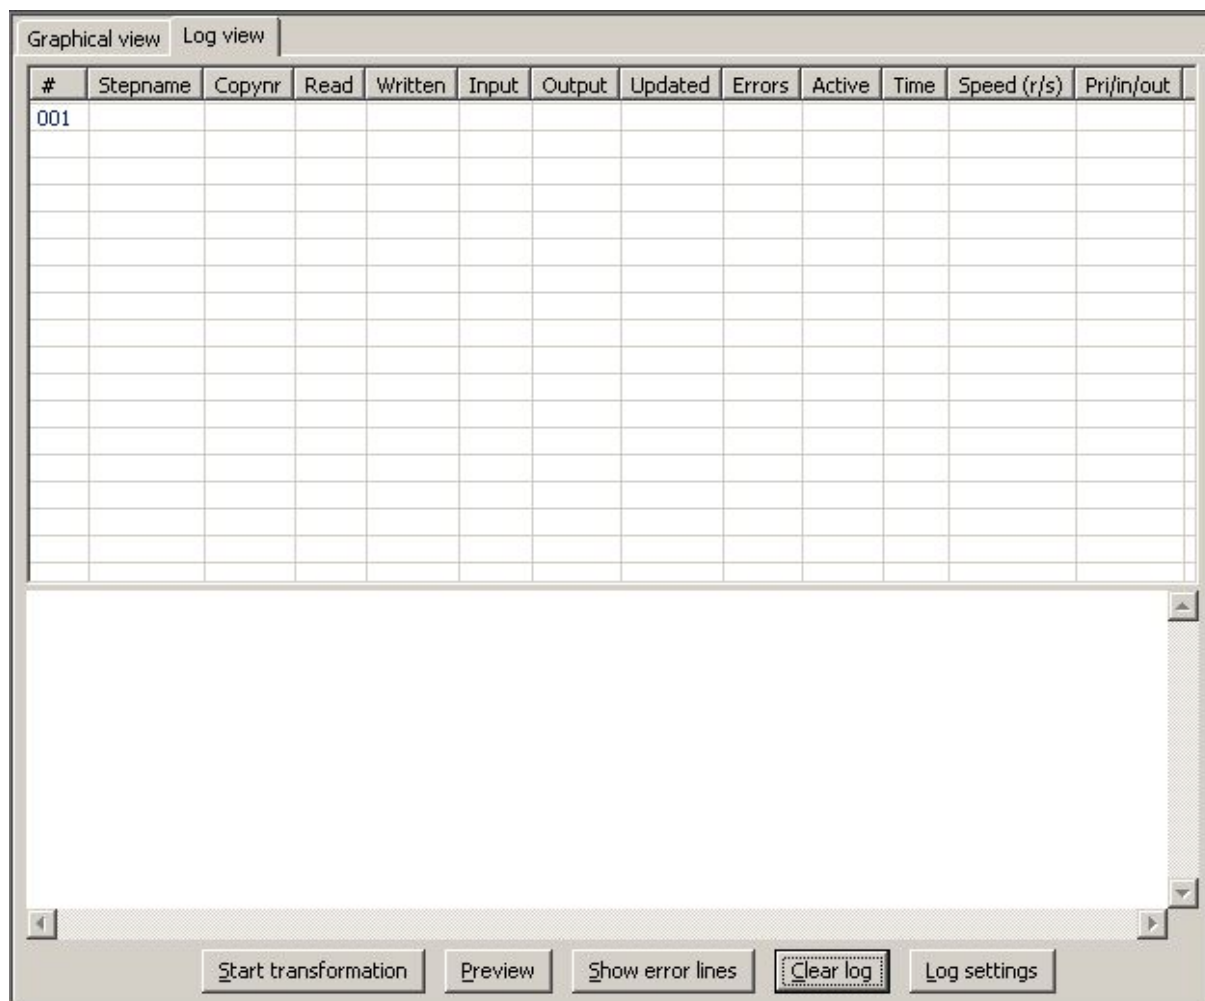 Graphical view Log view
# Stepname Copynr Read Written Input Output Updated Errors Active Time Speed (r/s) Pri/in/out
001
Start transformation Preview Show error lines Clear log Log settings